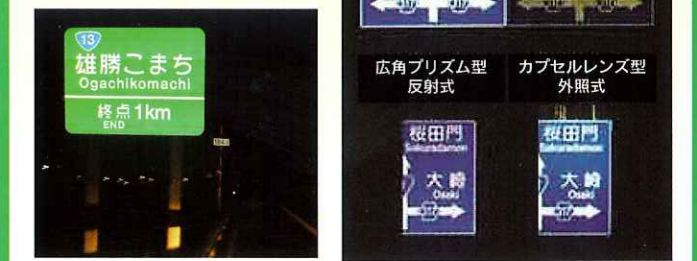 13
雄勝こまち
Ogachikomachi
終点1km
END
広角プリズム型
反射式
カプセルレンズ型
外照式
桜田門
Sakuradamon
大崎
Osaki
317
桜田門
Sakuradamon
大崎
Osaki
317